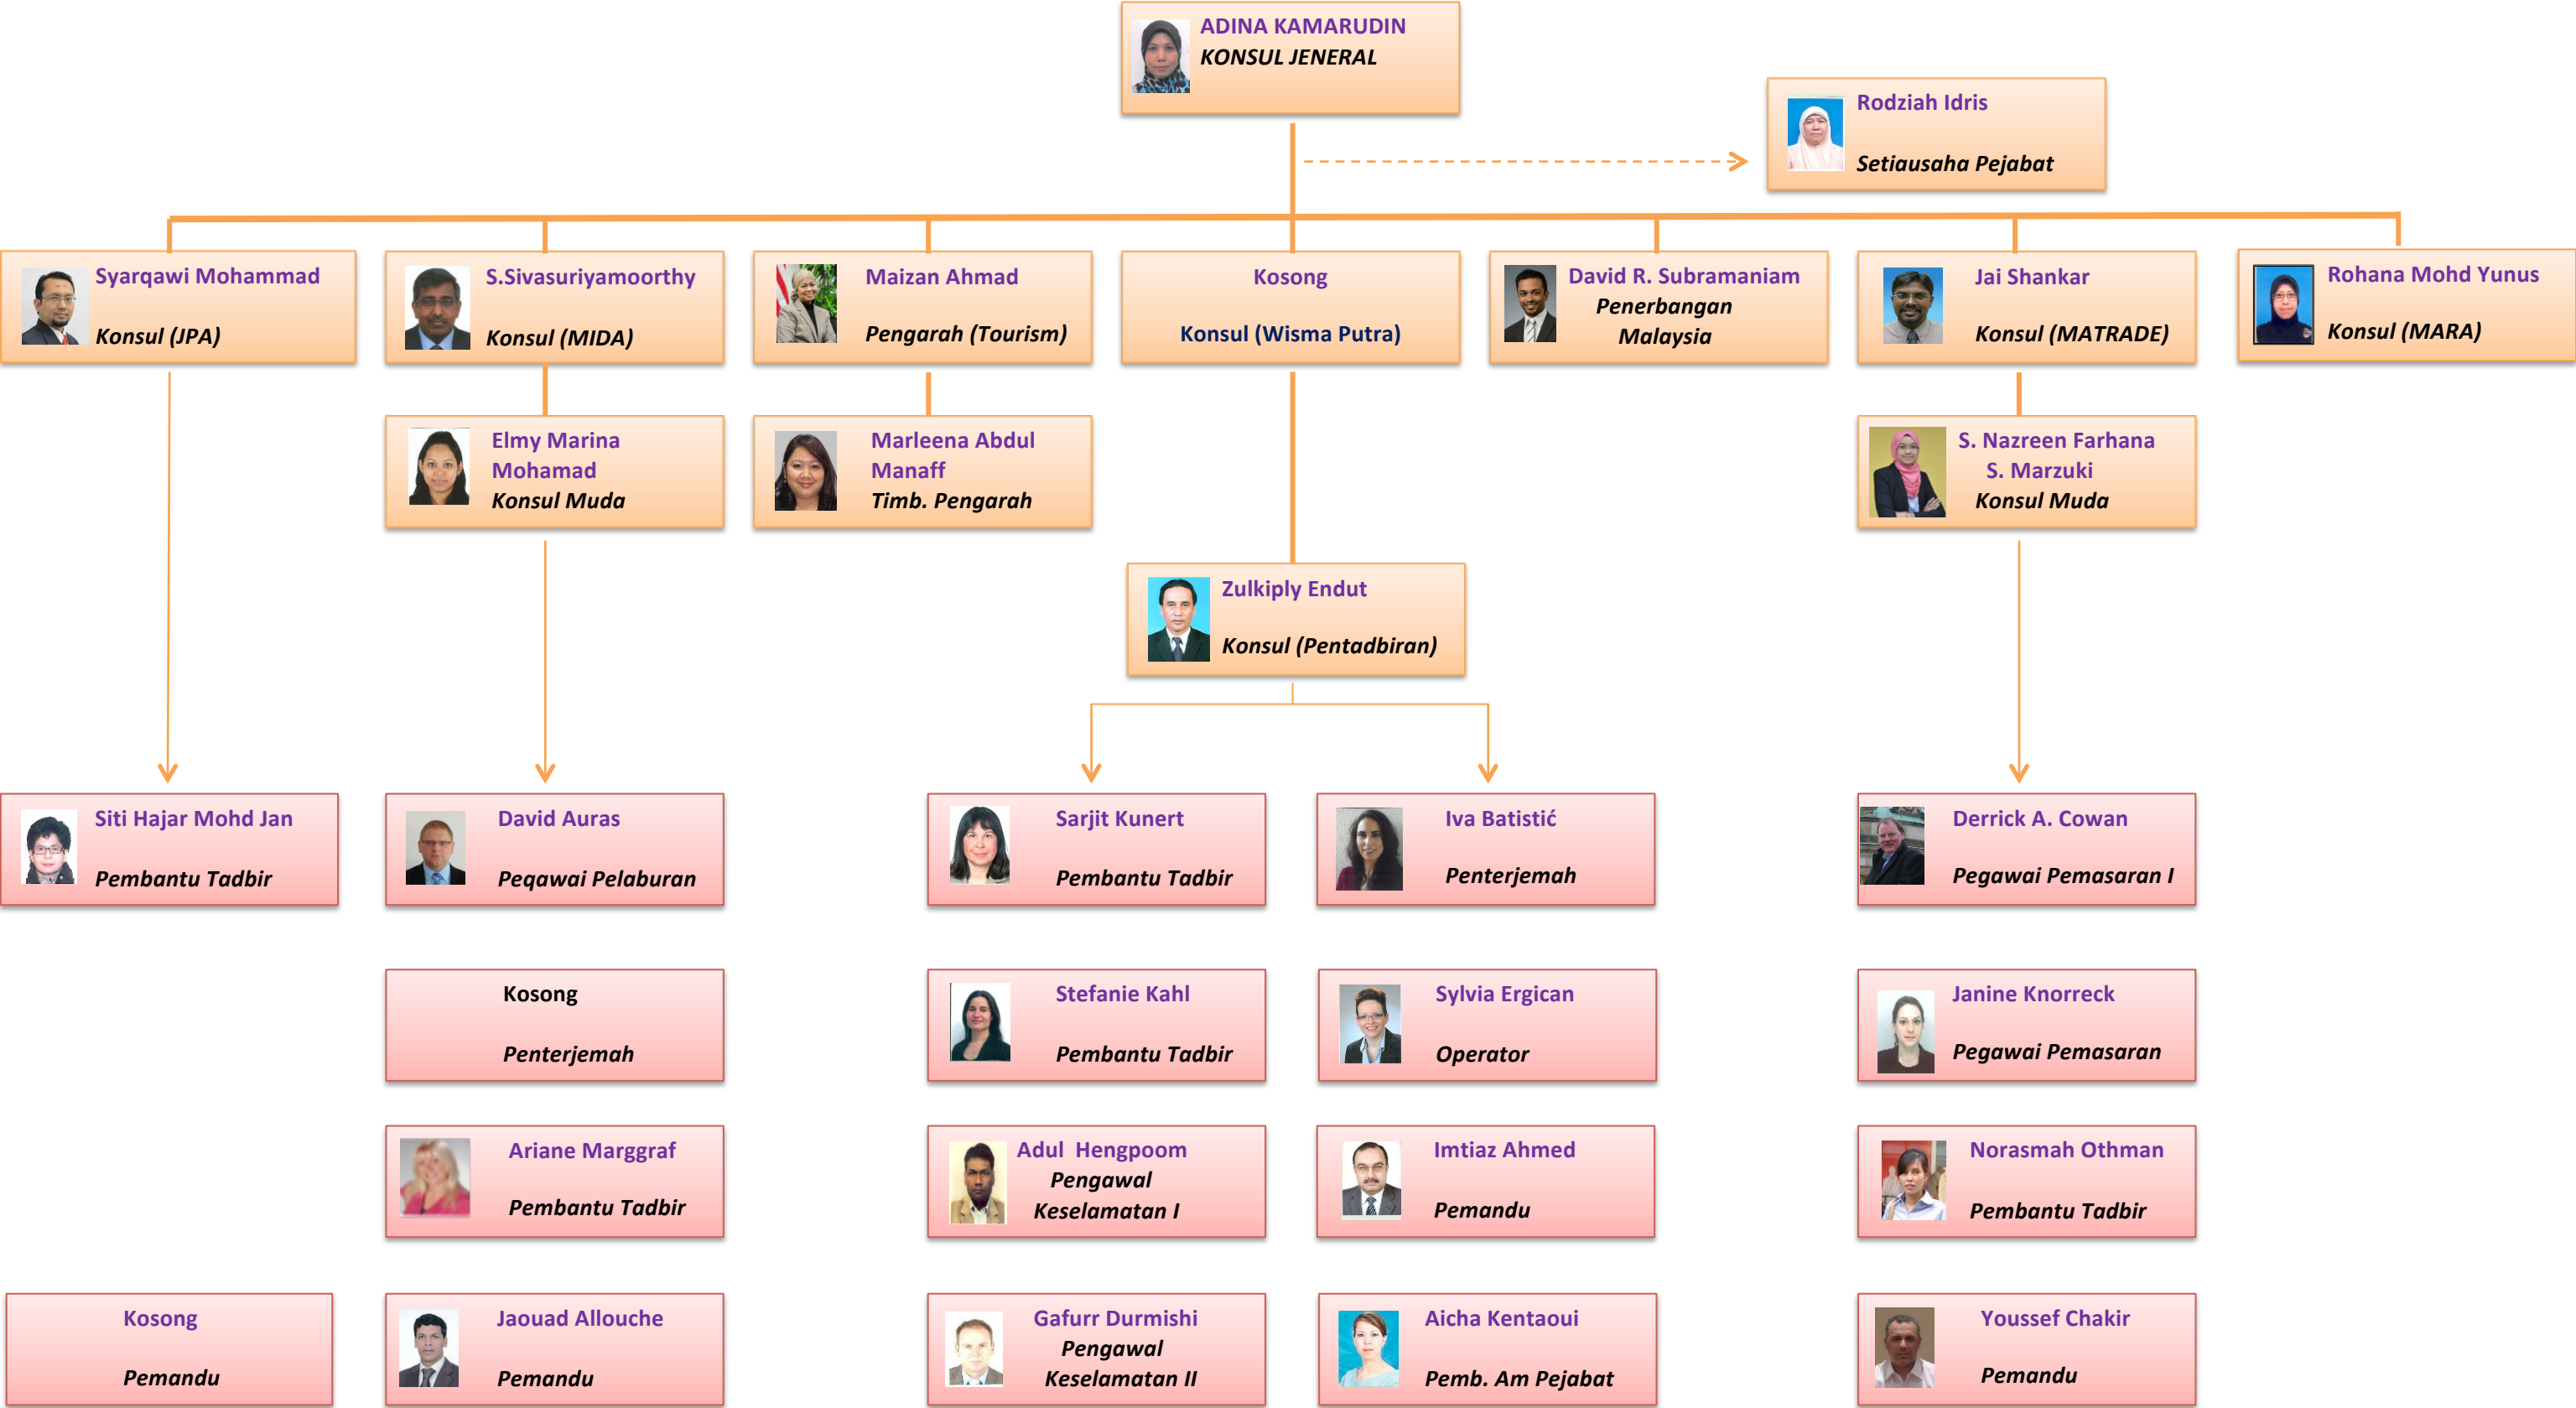 ADINA KAMARUDIN
KONSUL JENERAL
Rodziah Idris
Setiausaha Pejabat
Syarqawi Mohammad
Konsul (JPA)
S.Sivasuriyamoorthy
Konsul (MIDA)
Maizan Ahmad
Pengarah (Tourism)
Kosong
Konsul (Wisma Putra)
David R. Subramaniam
Penerbangan
Malaysia
Jai Shankar
Konsul (MATRADE)
Rohana Mohd Yunus
Konsul (MARA)
Elmy Marina
Mohamad
Konsul Muda
Marleena Abdul
Manaff
Timb. Pengarah
S. Nazreen Farhana
S. Marzuki
Konsul Muda
Zulkiply Endut
Konsul (Pentadbiran)
Siti Hajar Mohd Jan
Pembantu Tadbir
David Auras
Peqawai Pelaburan
Sarjit Kunert
Pembantu Tadbir
Iva Batistić
Penterjemah
Derrick A. Cowan
Pegawai Pemasaran I
Kosong
Penterjemah
Stefanie Kahl
Pembantu Tadbir
Sylvia Ergican
Operator
Janine Knorreck
Pegawai Pemasaran
Ariane Marggraf
Pembantu Tadbir
Adul  Hengpoom
Pengawal
Keselamatan I
Imtiaz Ahmed
Pemandu
Norasmah Othman
Pembantu Tadbir
Kosong
Pemandu
Jaouad Allouche
Pemandu
Gafurr Durmishi
Pengawal
Keselamatan II
Aicha Kentaoui
Pemb. Am Pejabat
Youssef Chakir
Pemandu